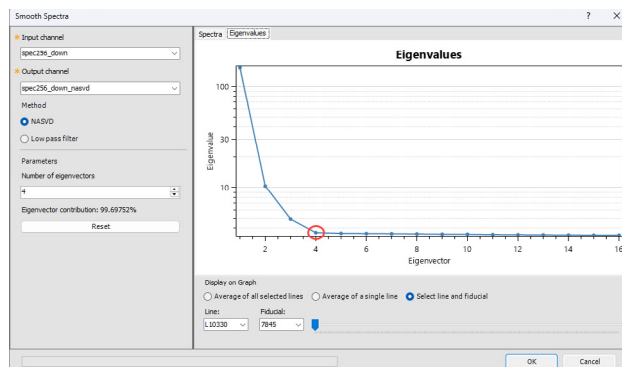 Smooth Spectra
? X
* Input channel
spec256_down
* Output channel
spec256_down_nasvd
Method
NASVD
Low pass filter
Parameters
Number of eigenvectors
4
Eigenvector contribution: 99.69752%
Reset
Spectra Eigenvalues
Eigenvalues
100
30
10
Eigenvalue
2 4 6 8 10 12 14 16
Eigenvector
Display on Graph
Average of all selected lines Average of a single line Select line and fiducial
Line: Fiducial:
L10330 7845
OK Cancel